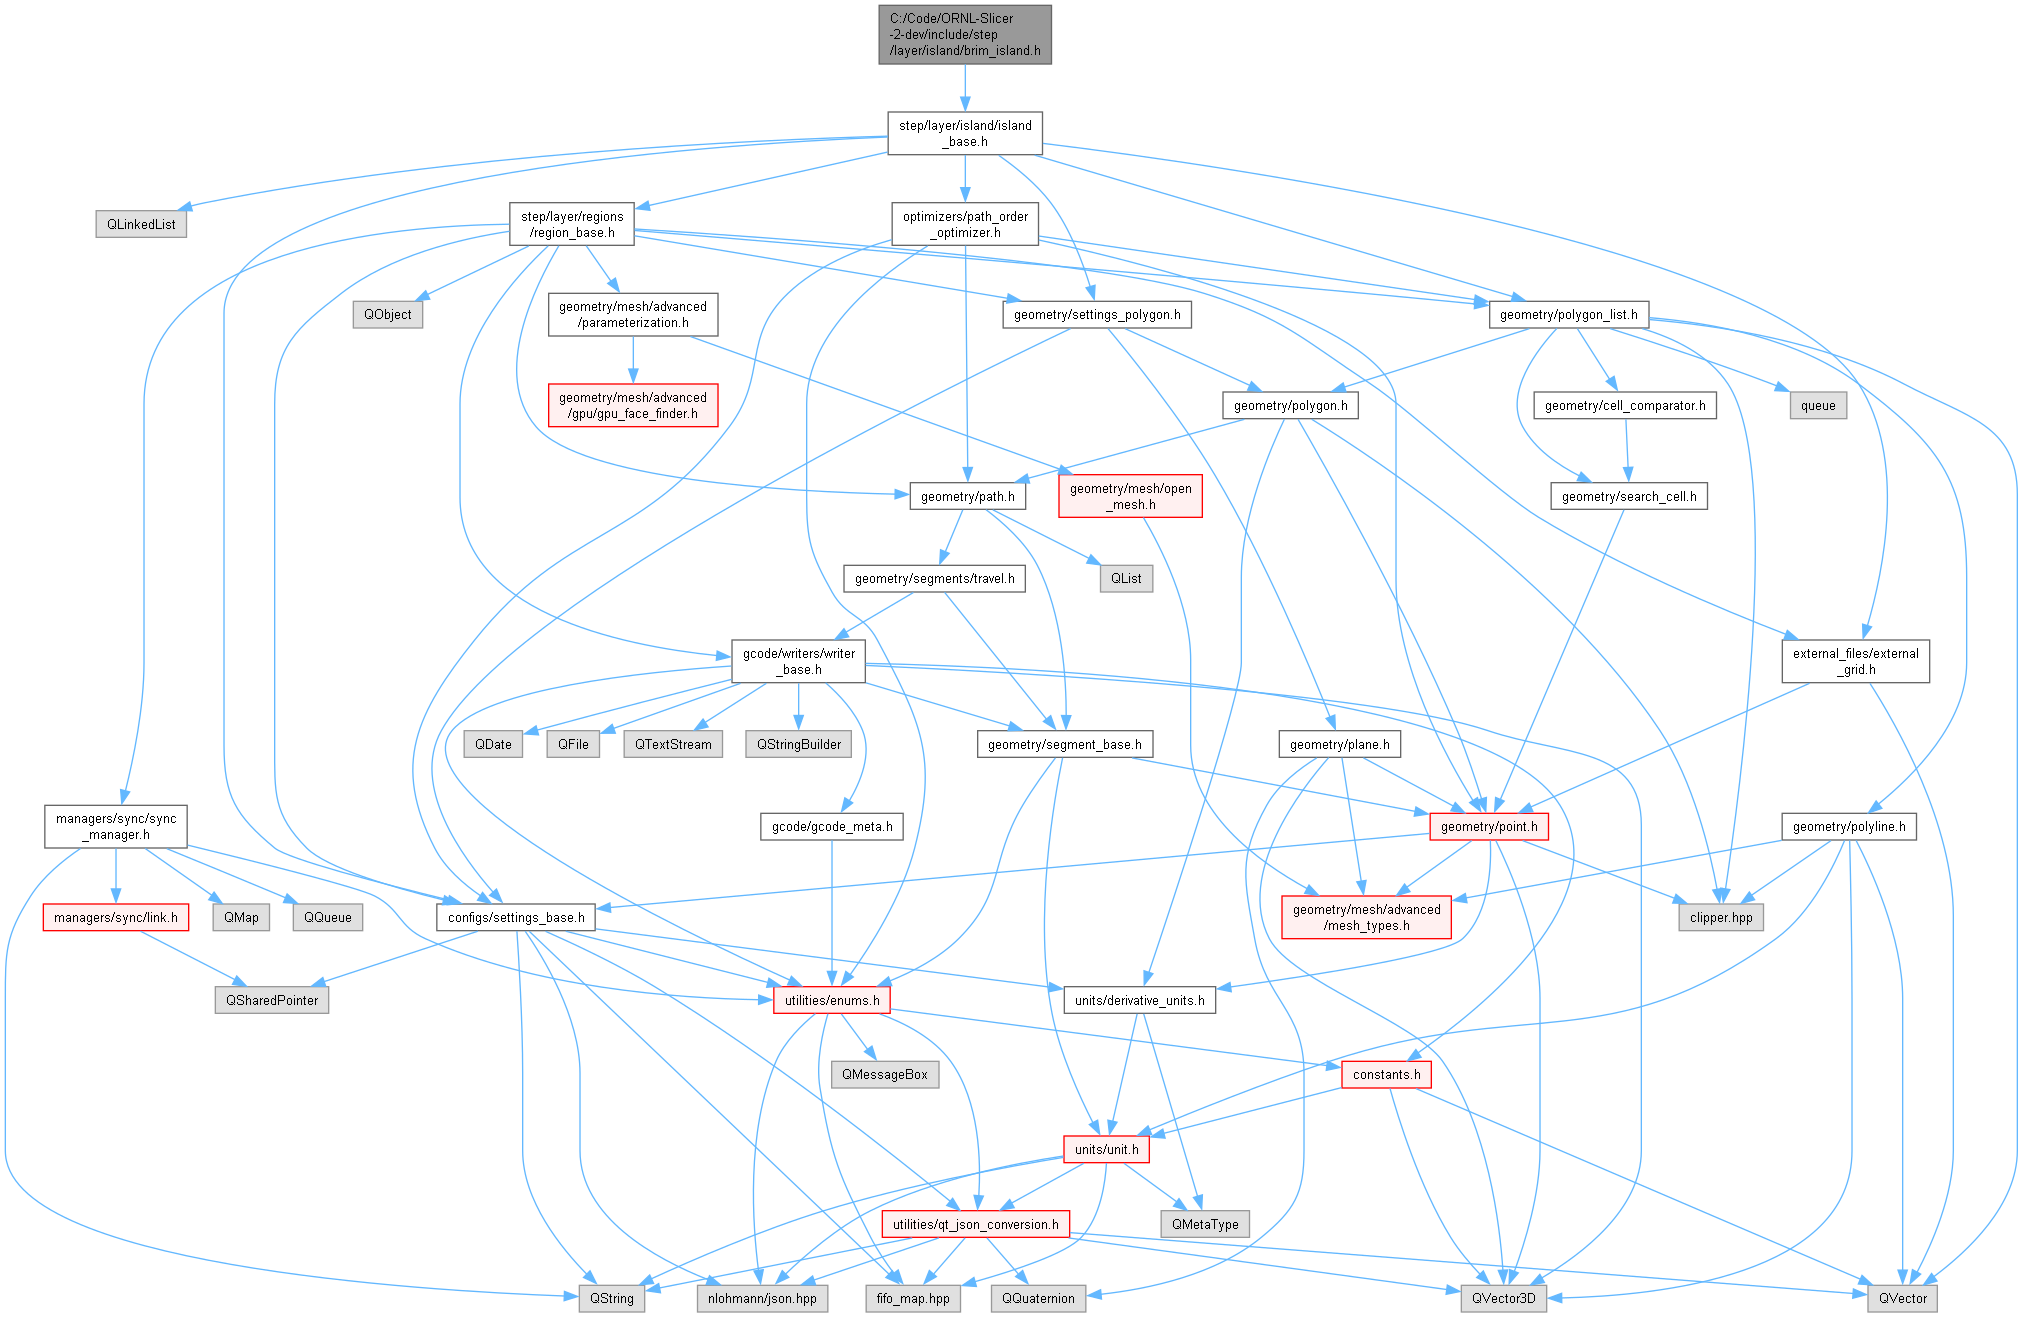 C:/Code/ORNL-Slicer
-2-dev/include/step
/layer/island/brim_island.h
step/layer/island/island
_base.h
QLinkedList
step/layer/regions
/region_base.h
optimizers/path_order
_optimizer.h
QObject
geometry/mesh/advanced
/parameterization.h
geometry/settings_polygon.h
geometry/polygon_list.h
geometry/mesh/advanced
/gpu/gpu_face_finder.h
geometry/polygon.h
geometry/cell_comparator.h
queue
geometry/path.h
geometry/mesh/open
_mesh.h
geometry/search_cell.h
geometry/segments/travel.h
QList
gcode/writers/writer
_base.h
external_files/external
_grid.h
QDate
QFile
QTextStream
QStringBuilder
geometry/segment_base.h
geometry/plane.h
managers/sync/sync
_manager.h
gcode/gcode_meta.h
geometry/point.h
geometry/polyline.h
managers/sync/link.h
QMap
QQueue
configs/settings_base.h
geometry/mesh/advanced
/mesh_types.h
clipper.hpp
QSharedPointer
utilities/enums.h
units/derivative_units.h
QMessageBox
constants.h
units/unit.h
utilities/qt_json_conversion.h
QMetaType
QString
nlohmann/json.hpp
fifo_map.hpp
QQuaternion
QVector3D
QVector